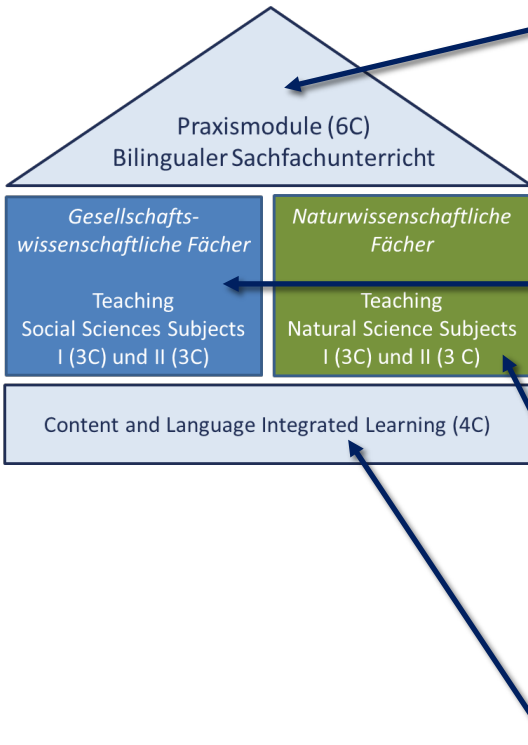 Praxismodule (6C)
Bilingualer Sachfachunterricht
Gesellschafts-
wissenschaftliche Fächer
Teaching
Social Sciences Subjects
I (3C) und II (3C)
Naturwissenschaftliche
Fächer
Teaching
Natural Science Subjects
I (3C) und II (3 C)
Content and Language Integrated Learning (4C)